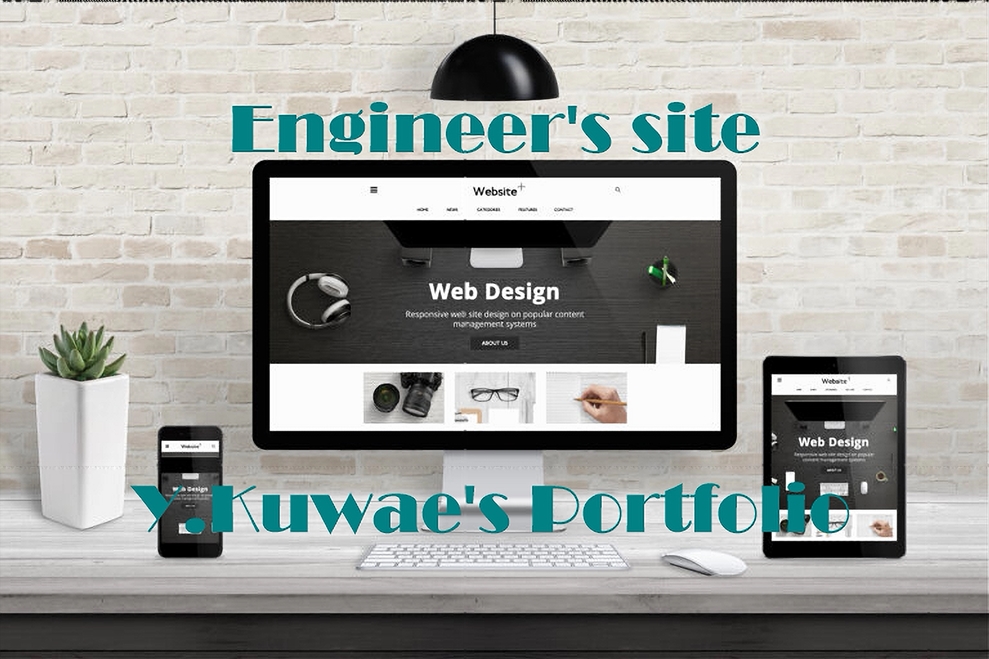 Engineer's site
Website+
HOME NEWS CATEGORIES FEATURES CONTACT
Web Design
Responsive web site design on popular content
management systems
ABOUT US
Website+
Web Design
Responsive web site design on popular
content management systems
ABOUT US
Website+
Web Design
Y.Kuwae's Portfolio